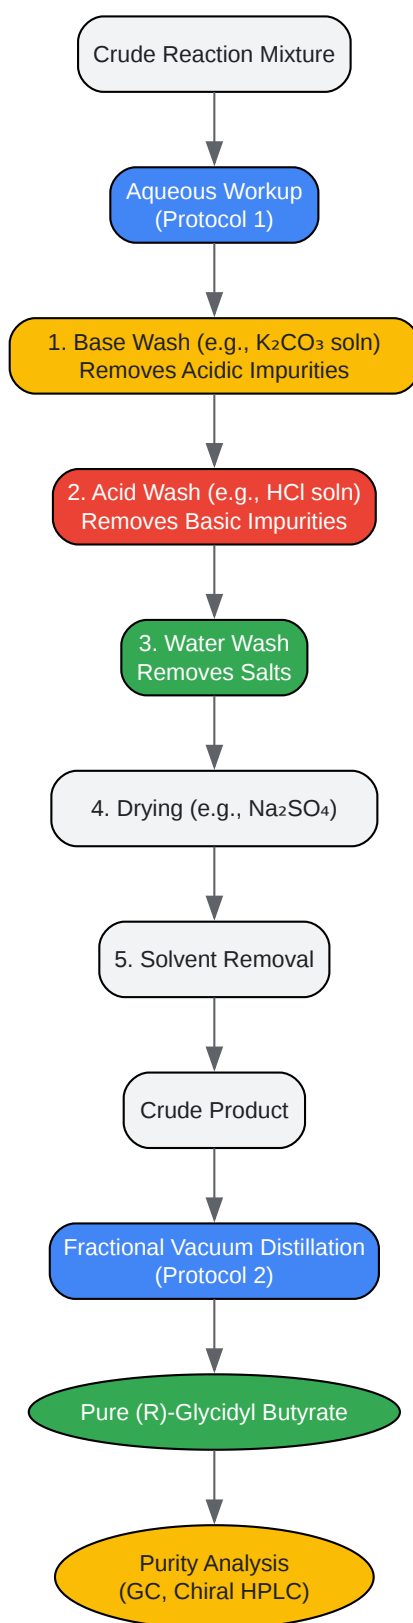 Crude Reaction Mixture
Aqueous Workup
(Protocol 1)
1. Base Wash (e.g., K₂CO₃ soln)
Removes Acidic Impurities
2. Acid Wash (e.g., HCl soln)
Removes Basic Impurities
3. Water Wash
Removes Salts
4. Drying (e.g., Na₂SO₄)
5. Solvent Removal
Crude Product
Fractional Vacuum Distillation
(Protocol 2)
Pure (R)-Glycidyl Butyrate
Purity Analysis
(GC, Chiral HPLC)